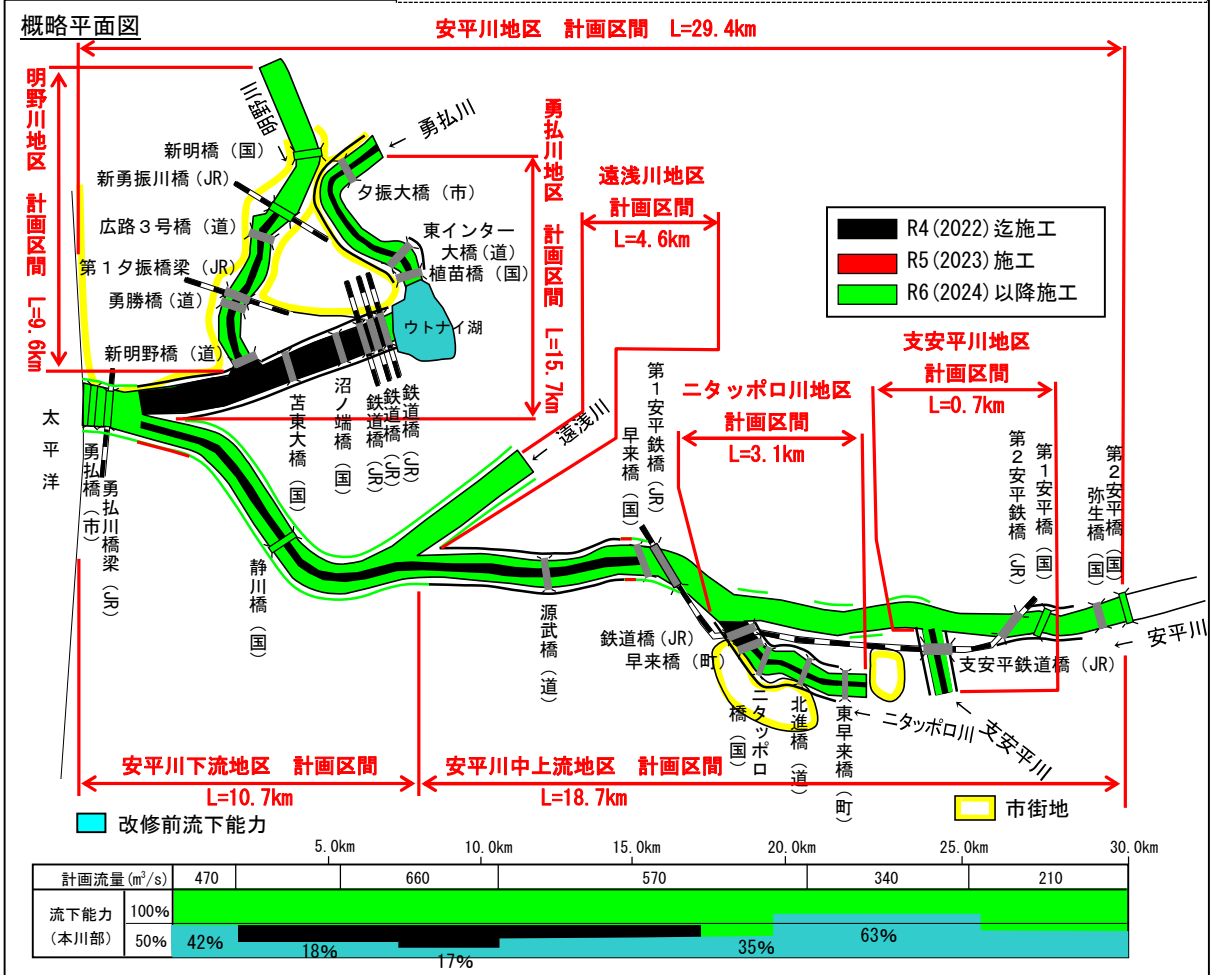 概略平面図
安平川地区 計画区間 L=29.4km
明野川地区 計画区間 L=9.6km
明野川
勇払川
勇払川地区 計画区間 L=15.7km
遠浅川地区
計画区間
L=4.6km
新明橋(国)
新勇振川橋(JR)
広路3号橋(道)
第1夕振橋梁(JR)
勇勝橋(道)
新明野橋(道)
夕振大橋(市)
東インター
大橋(道)
植苗橋(国)
ウトナイ湖
R4(2022)迄施工
R5(2023)施工
R6(2024)以降施工
支安平川地区
計画区間
L=0.7km
ニタッポロ川地区
計画区間
L=3.1km
太平洋
勇払橋(市)
勇払川橋梁(JR)
苫東大橋(国)
沼ノ端橋(国)
鉄道橋(JR)
鉄道橋(JR)
鉄道橋(JR)
遠浅川
早来橋(国)
第1安平鉄橋(JR)
第2安平鉄橋(JR)
第1安平橋(国)
弥生橋(国)
第2安平橋(国)
静川橋(国)
源武橋(道)
鉄道橋(JR)
早来橋(町)
支安平鉄道橋(JR)
安平川
ニタッポロ橋(国)
北進橋(道)
東早来橋(町)
ニタッポロ川
支安平川
安平川下流地区 計画区間
L=10.7km
安平川中上流地区 計画区間
L=18.7km
改修前流下能力
市街地
5.0km 10.0km 15.0km 20.0km 25.0km 30.0km
計画流量(m³/s) 470 660 570 340 210
流下能力
(本川部)
100%
50%
42% 18% 17% 35% 63%